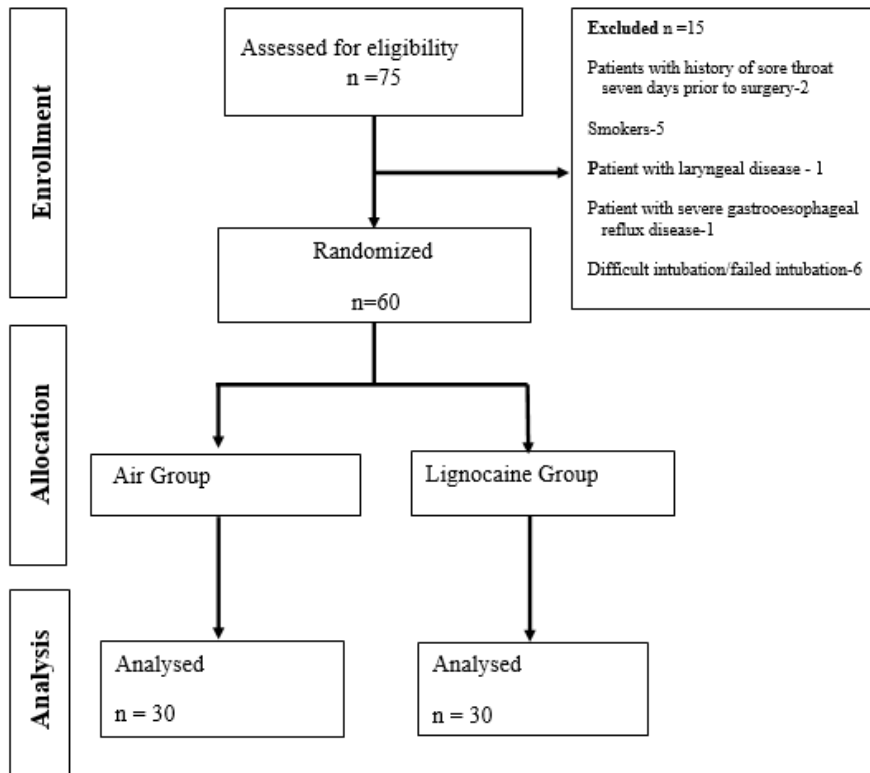 Enrollment
Assessed for eligibility
n =75
Excluded n =15
Patients with history of sore throat
seven days prior to surgery-2
Smokers-5
Patient with laryngeal disease - 1
Patient with severe gastrooesophageal
reflux disease-1
Difficult intubation/failed intubation-6
Randomized
n=60
Allocation
Air Group
Lignocaine Group
Analysis
Analysed
n = 30
Analysed
n = 30